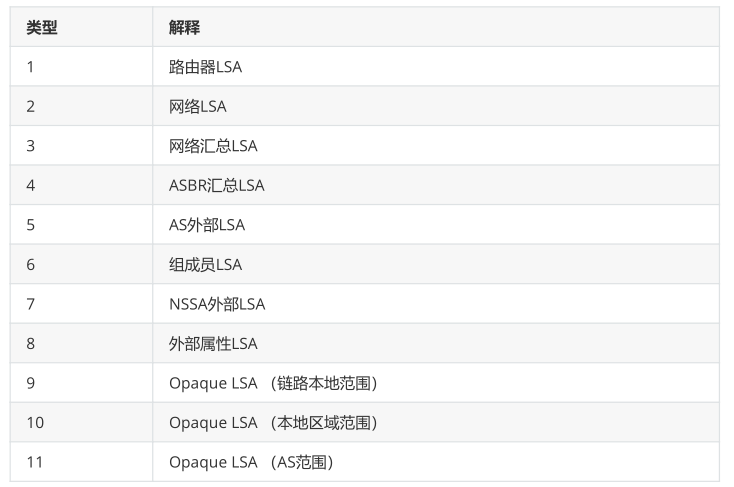 类型 解释
1 路由器LSA
2 网络LSA
3 网络汇总LSA
4 ASBR汇总LSA
5 AS外部LSA
6 组成员LSA
7 NSSA外部LSA
8 外部属性LSA
9 Opaque LSA （链路本地范围）
10 Opaque LSA （本地区域范围）
11 Opaque LSA （AS范围）